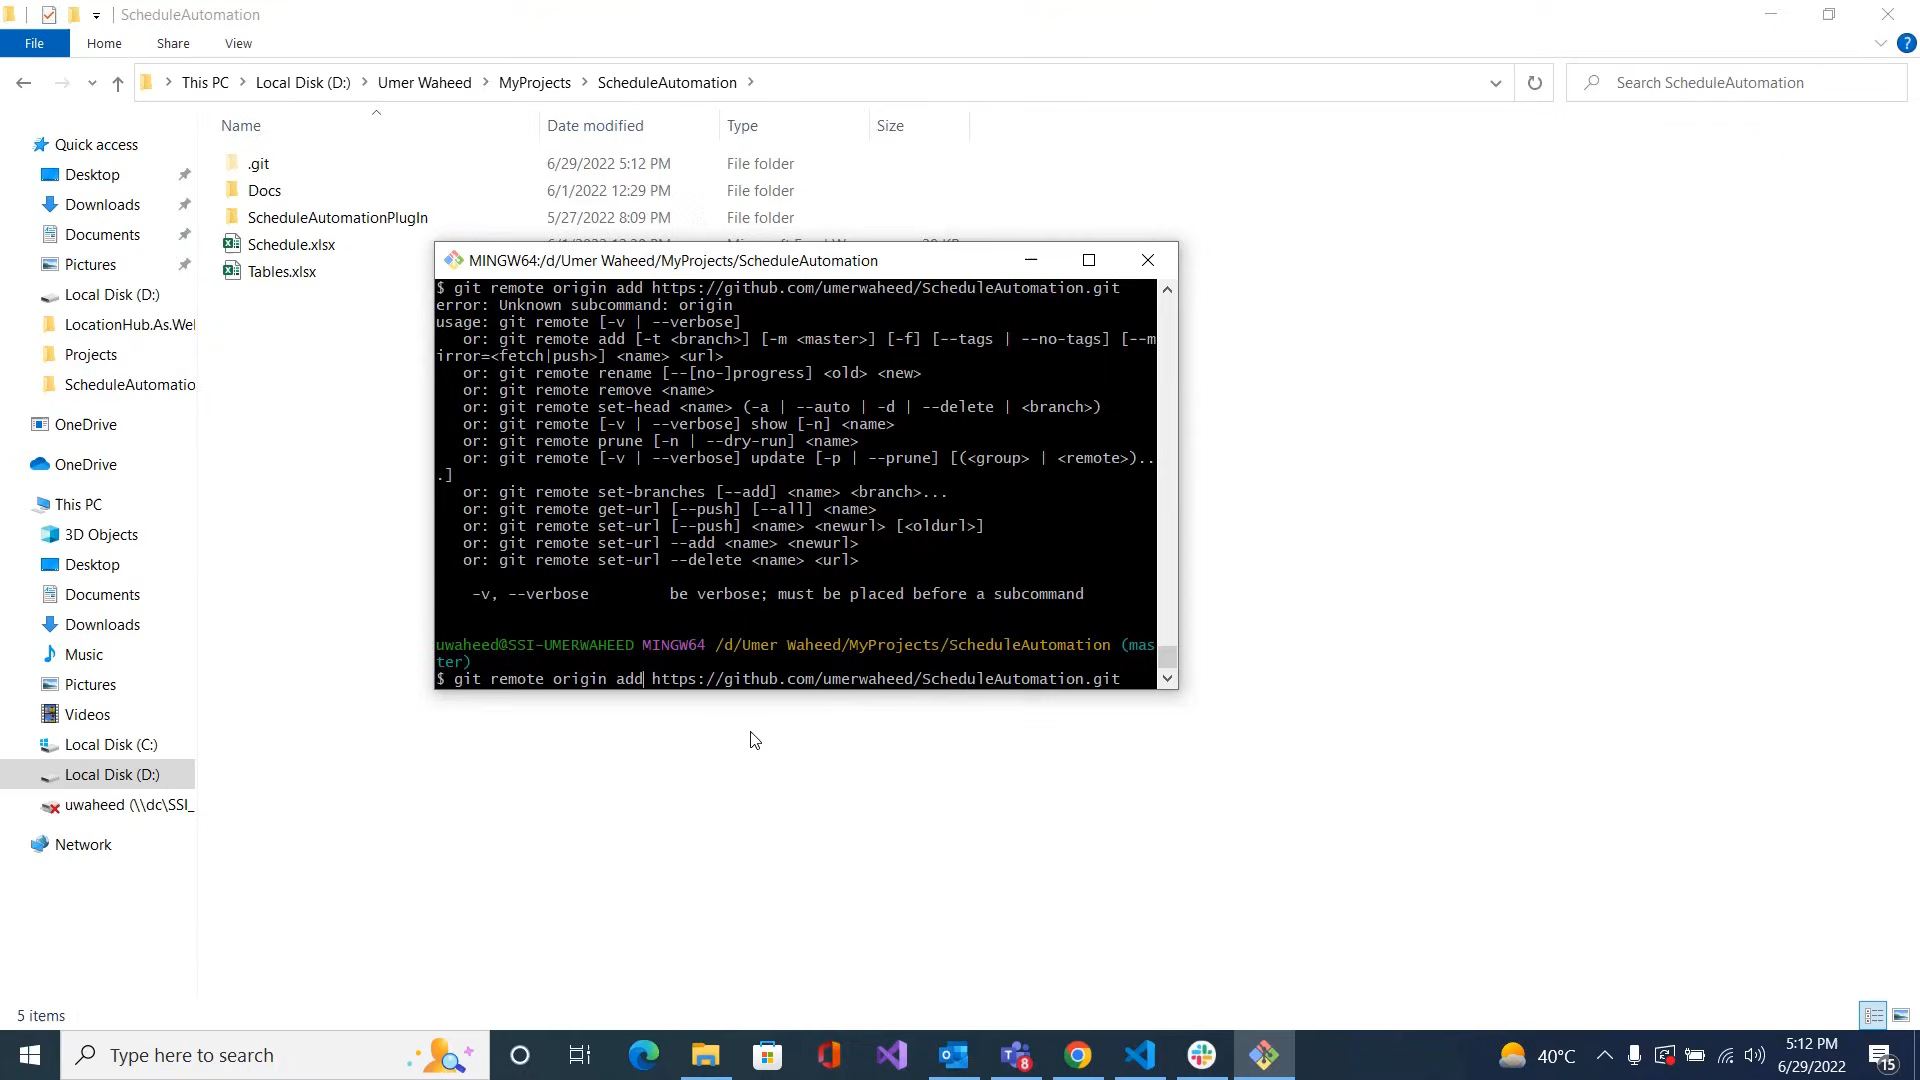 ScheduleAutomation
File
Home
Share
View
This PC
Local Disk (D:)
Umer Waheed
MyProjects
ScheduleAutomation
Search ScheduleAutomation
Name
Date modified
Type
Size
.git
6/29/2022 5:12 PM
File folder
Docs
6/1/2022 12:29 PM
File folder
ScheduleAutomationPlugIn
5/27/2022 8:09 PM
File folder
Schedule.xlsx
Tables.xlsx
Quick access
Desktop
Downloads
Documents
Pictures
Local Disk (D:)
LocationHub.As.We
Projects
ScheduleAutomatio
OneDrive
OneDrive
This PC
3D Objects
Desktop
Documents
Downloads
Music
Pictures
Videos
Local Disk (C:)
Local Disk (D:)
uwaheed (\\dc\SSI_
Network
MINGW64:/d/Umer Waheed/MyProjects/ScheduleAutomation
$ git remote origin add https://github.com/umerwaheed/ScheduleAutomation.git
error: Unknown subcommand: origin
usage: git remote [-v | --verbose]
or: git remote add [-t <branch>] [-m <master>] [-f] [--tags | --no-tags] [--m
irror=<fetch|push>] <name> <url>
or: git remote rename [--[no-]progress] <old> <new>
or: git remote remove <name>
or: git remote set-head <name> (-a | --auto | -d | --delete | <branch>)
or: git remote [-v | --verbose] show [-n] <name>
or: git remote prune [-n | --dry-run] <name>
or: git remote [-v | --verbose] update [-p | --prune] [(<group> | <remote>)..
.]
or: git remote set-branches [--add] <name> <branch>...
or: git remote get-url [--push] [--all] <name>
or: git remote set-url [--push] <name> <newurl> [<oldurl>]
or: git remote set-url --add <name> <newurl>
or: git remote set-url --delete <name> <url>
-v, --verbose be verbose; must be placed before a subcommand
uwaheed@SSI-UMERWAHEED MINGW64 /d/Umer Waheed/MyProjects/ScheduleAutomation (mas
ter)
$ git remote origin add https://github.com/umerwaheed/ScheduleAutomation.git
5 items
Type here to search
8
40°C
5:12 PM
6/29/2022
15